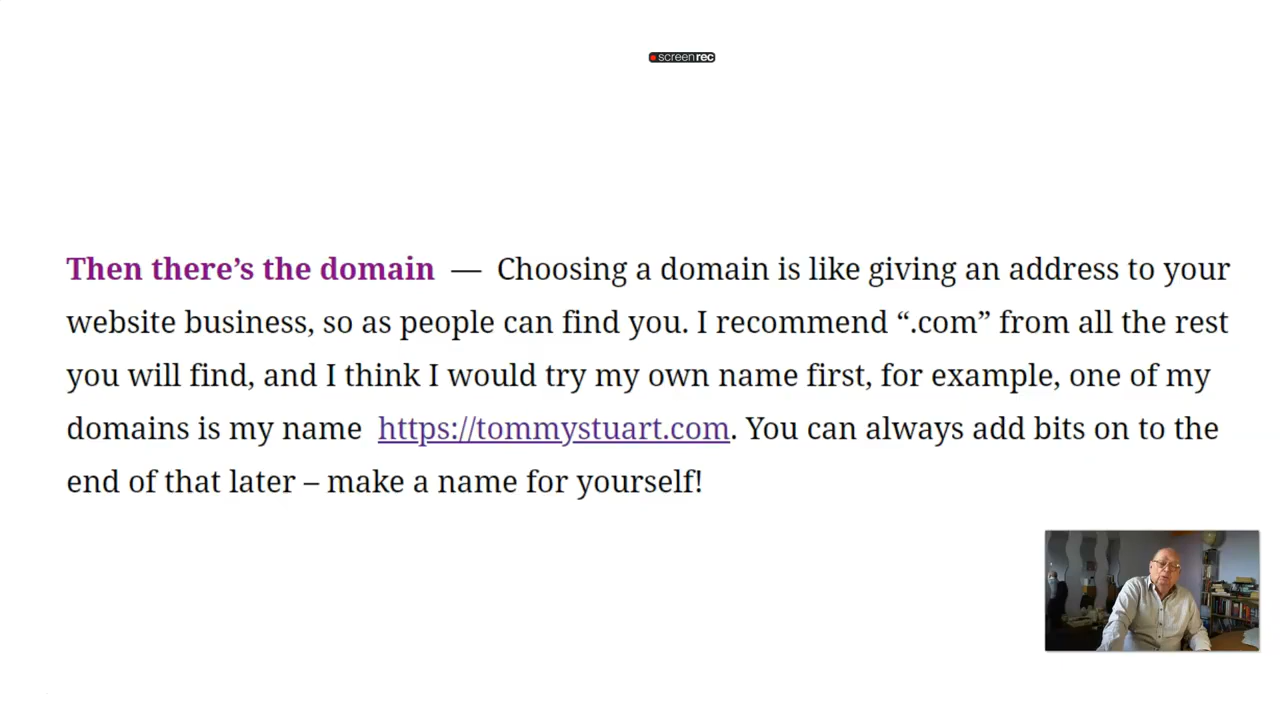 screenrec
Then there’s the domain — Choosing a domain is like giving an address to your
website business, so as people can find you. I recommend “.com” from all the rest
you will find, and I think I would try my own name first, for example, one of my
domains is my name https://tommystuart.com. You can always add bits on to the
end of that later – make a name for yourself!